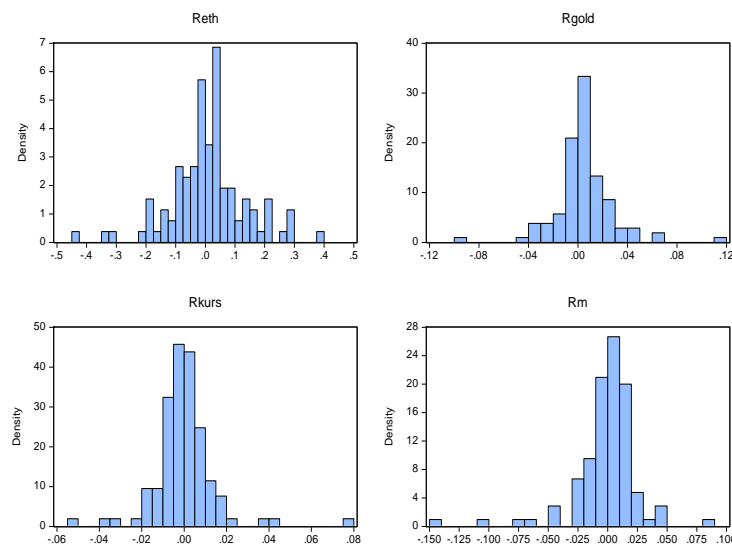 Reth
Rgold
7
6
5
4
3
2
1
0
Density
-.5 -.4 -.3 -.2 -.1 .0 .1 .2 .3 .4 .5
40
30
20
10
0
Density
-.12 -.08 -.04 .00 .04 .08 .12
Rkurs
Rm
50
40
30
20
10
0
Density
-.06 -.04 -.02 .00 .02 .04 .06 .08
28
24
20
16
12
8
4
0
Density
-.150 -.125 -.100 -.075 -.050 -.025 .000 .025 .050 .075 .100